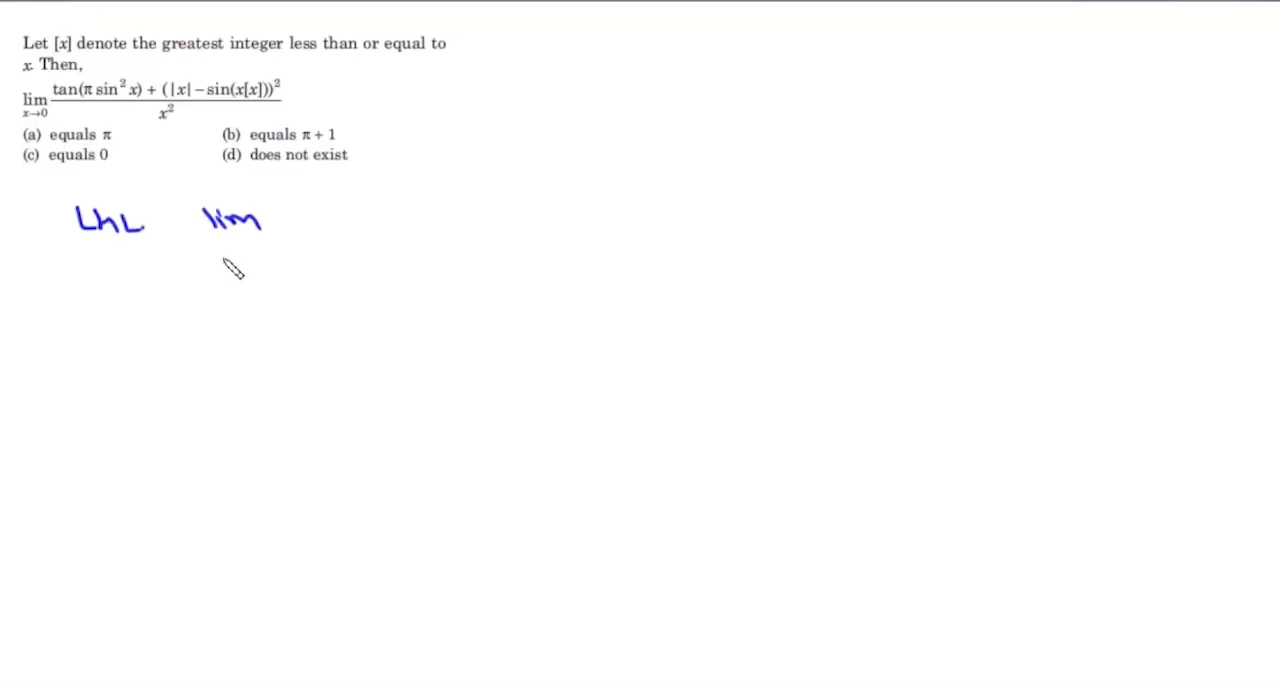 Let [x] denote the greatest integer less than or equal to
x. Then,
lim x→0 (tan(π sin² x) + (|x| – sin(x[x]))²) / x²
(a) equals π (b) equals π + 1
(c) equals 0 (d) does not exist
LhL lim